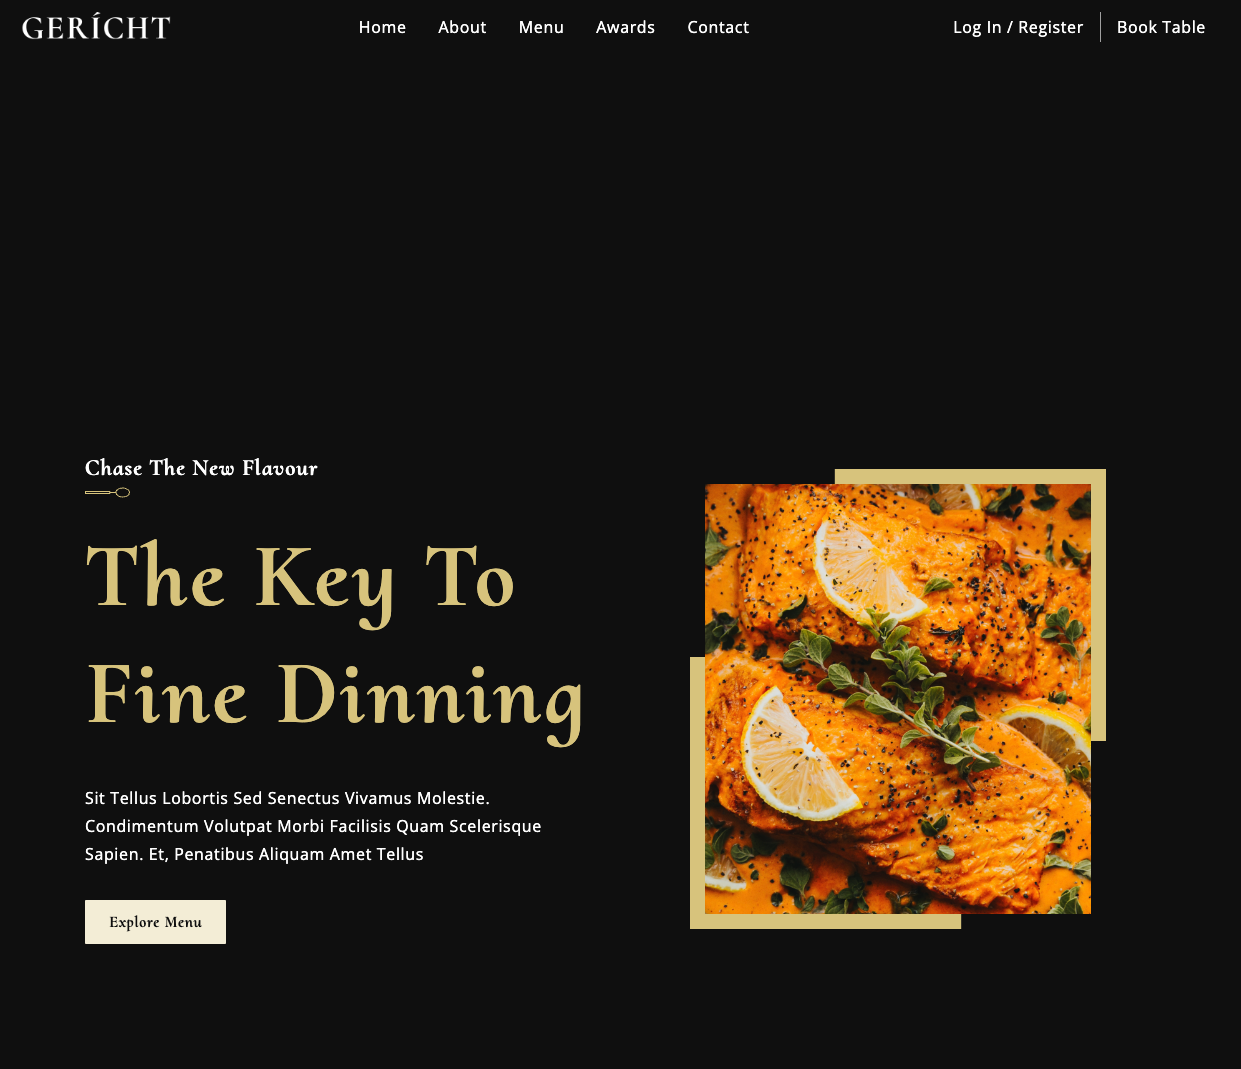 GERÍCHT
Home About Menu Awards Contact
Log In / Register Book Table
Chase The New Flavour
The Key To
Fine Dinning
Sit Tellus Lobortis Sed Senectus Vivamus Molestie.
Condimentum Volutpat Morbi Facilisis Quam Scelerisque
Sapien. Et, Penatibus Aliquam Amet Tellus
Explore Menu